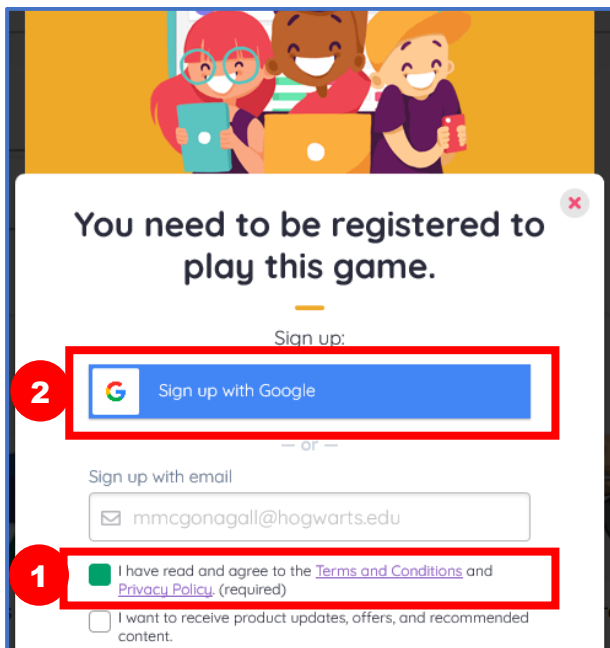 You need to be registered to
play this game.
Sign up:
2
Sign up with Google
— or —
Sign up with email
mmcgonagall@hogwarts.edu
1
I have read and agree to the Terms and Conditions and
Privacy Policy. (required)
I want to receive product updates, offers, and recommended
content.